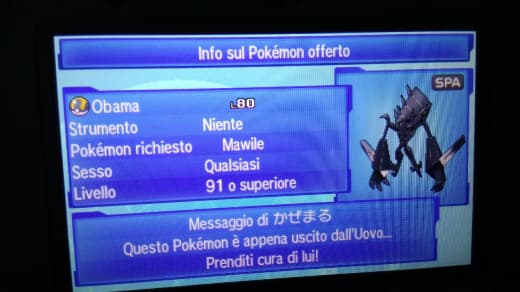 Info sul Pokémon offerto
SPA
Obama L80
Strumento Niente
Pokémon richiesto Mawile
Sesso Qualsiasi
Livello 91 o superiore
Messaggio di かぜまる
Questo Pokémon è appena uscito dall'Uovo...
Prenditi cura di lui!